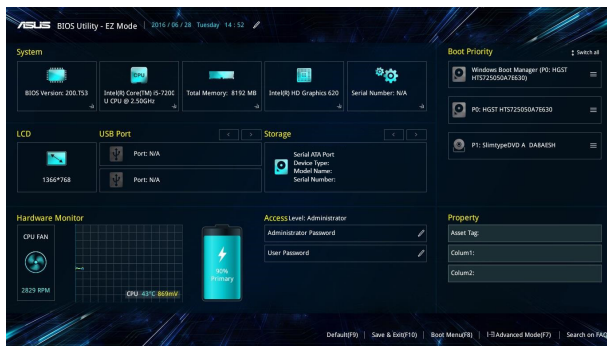 ASUS BIOS Utility - EZ Mode 2016 / 06 / 28 Tuesday 14 : 52
System
BIOS Version: 200.T53
Intel(R) Core(TM) i5-7200
U CPU @ 2.50GHz
Total Memory: 8192 MB
Intel(R) HD Graphics 620
Serial Number: N/A
CPU
Boot Priority
Switch all
Windows Boot Manager (P0: HGST
HTS725050A76630)
P0: HGST HTS725050A76630
P1: SlimtypeDVD A DA8AESH
LCD
1366*768
USB Port
Port: N/A
Port: N/A
Storage
Serial ATA Port
Device Type:
Model Name:
Serial Number:
Hardware Monitor
CPU FAN
2829 RPM
CPU 43°C 869mV
90%
Primary
Access Level: Administrator
Administrator Password
User Password
Property
Asset Tag:
Colum1:
Colum2:
Default(F9) Save & Exit(F10) Boot Menu(F8) Advanced Mode(F7) Search on FAQ